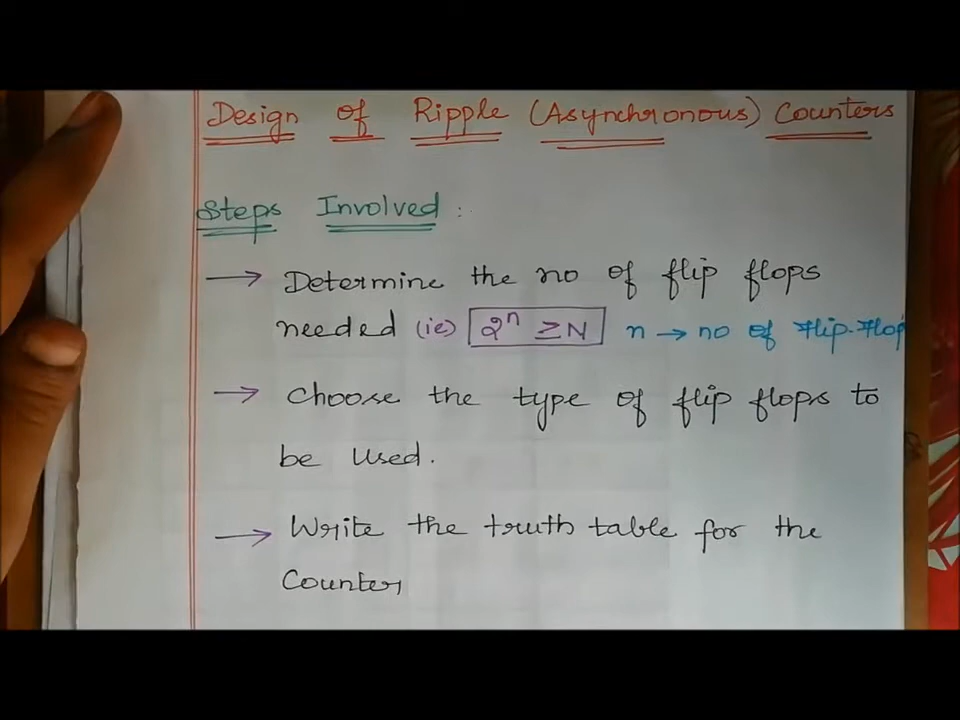 Design of Ripple (Asynchronous) Counters
Steps Involved :
→ Determine the no of flip flops
needed (ie) 2ⁿ ≥ N n → no of Flip-Flop
→ Choose the type of flip flops to
be used.
→ Write the truth table for the
Counter